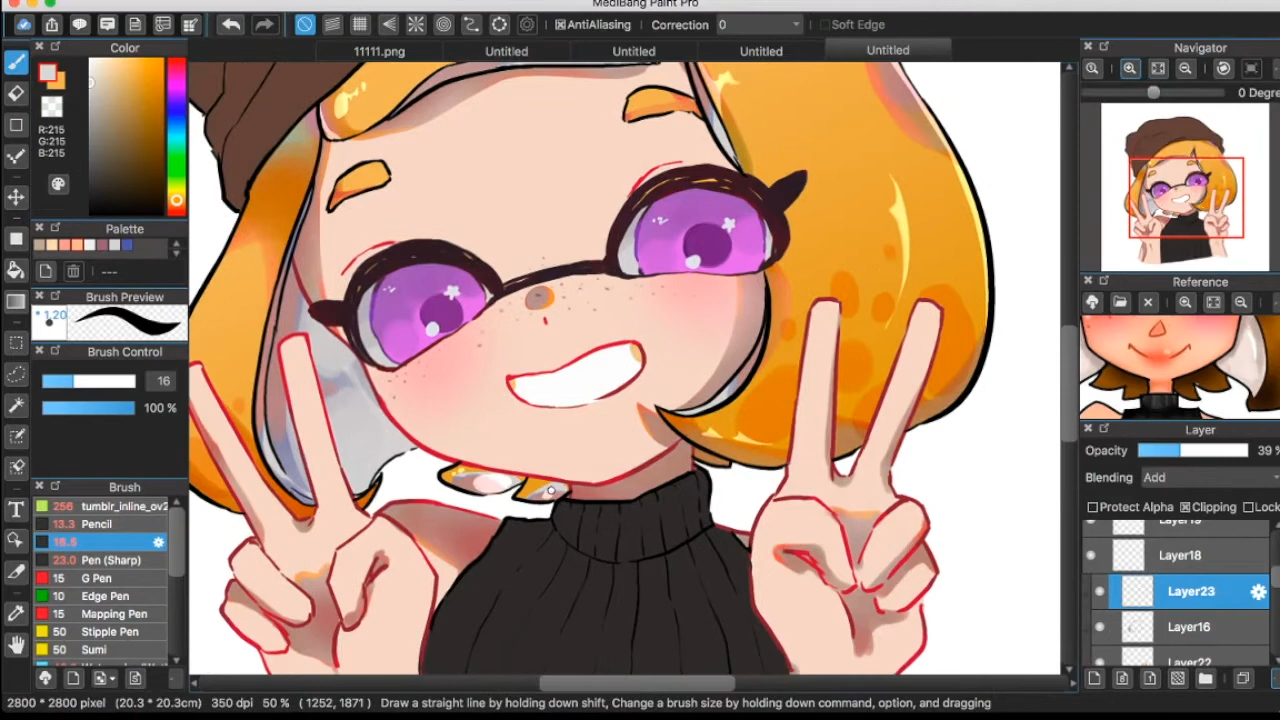 MediBang Paint Pro
AntiAliasing Correction 0 Soft Edge
11111.png Untitled Untitled Untitled Untitled
Color
R:215
G:215
B:215
Palette
---
Brush Preview
* 1.20
Brush Control
16
100 %
Brush
256 tumblr_inline_ov2
13.3 Pencil
18.5
23.0 Pen (Sharp)
15 G Pen
10 Edge Pen
15 Mapping Pen
50 Stipple Pen
50 Sumi
Navigator
0 Degre
Reference
Layer
Opacity 39 %
Blending Add
Protect Alpha Clipping Lock
Layer19
Layer18
Layer23
Layer16
Layer22
2800 * 2800 pixel (20.3 * 20.3cm) 350 dpi 50 % ( 1252, 1871 ) Draw a straight line by holding down shift, Change a brush size by holding down command, option, and dragging